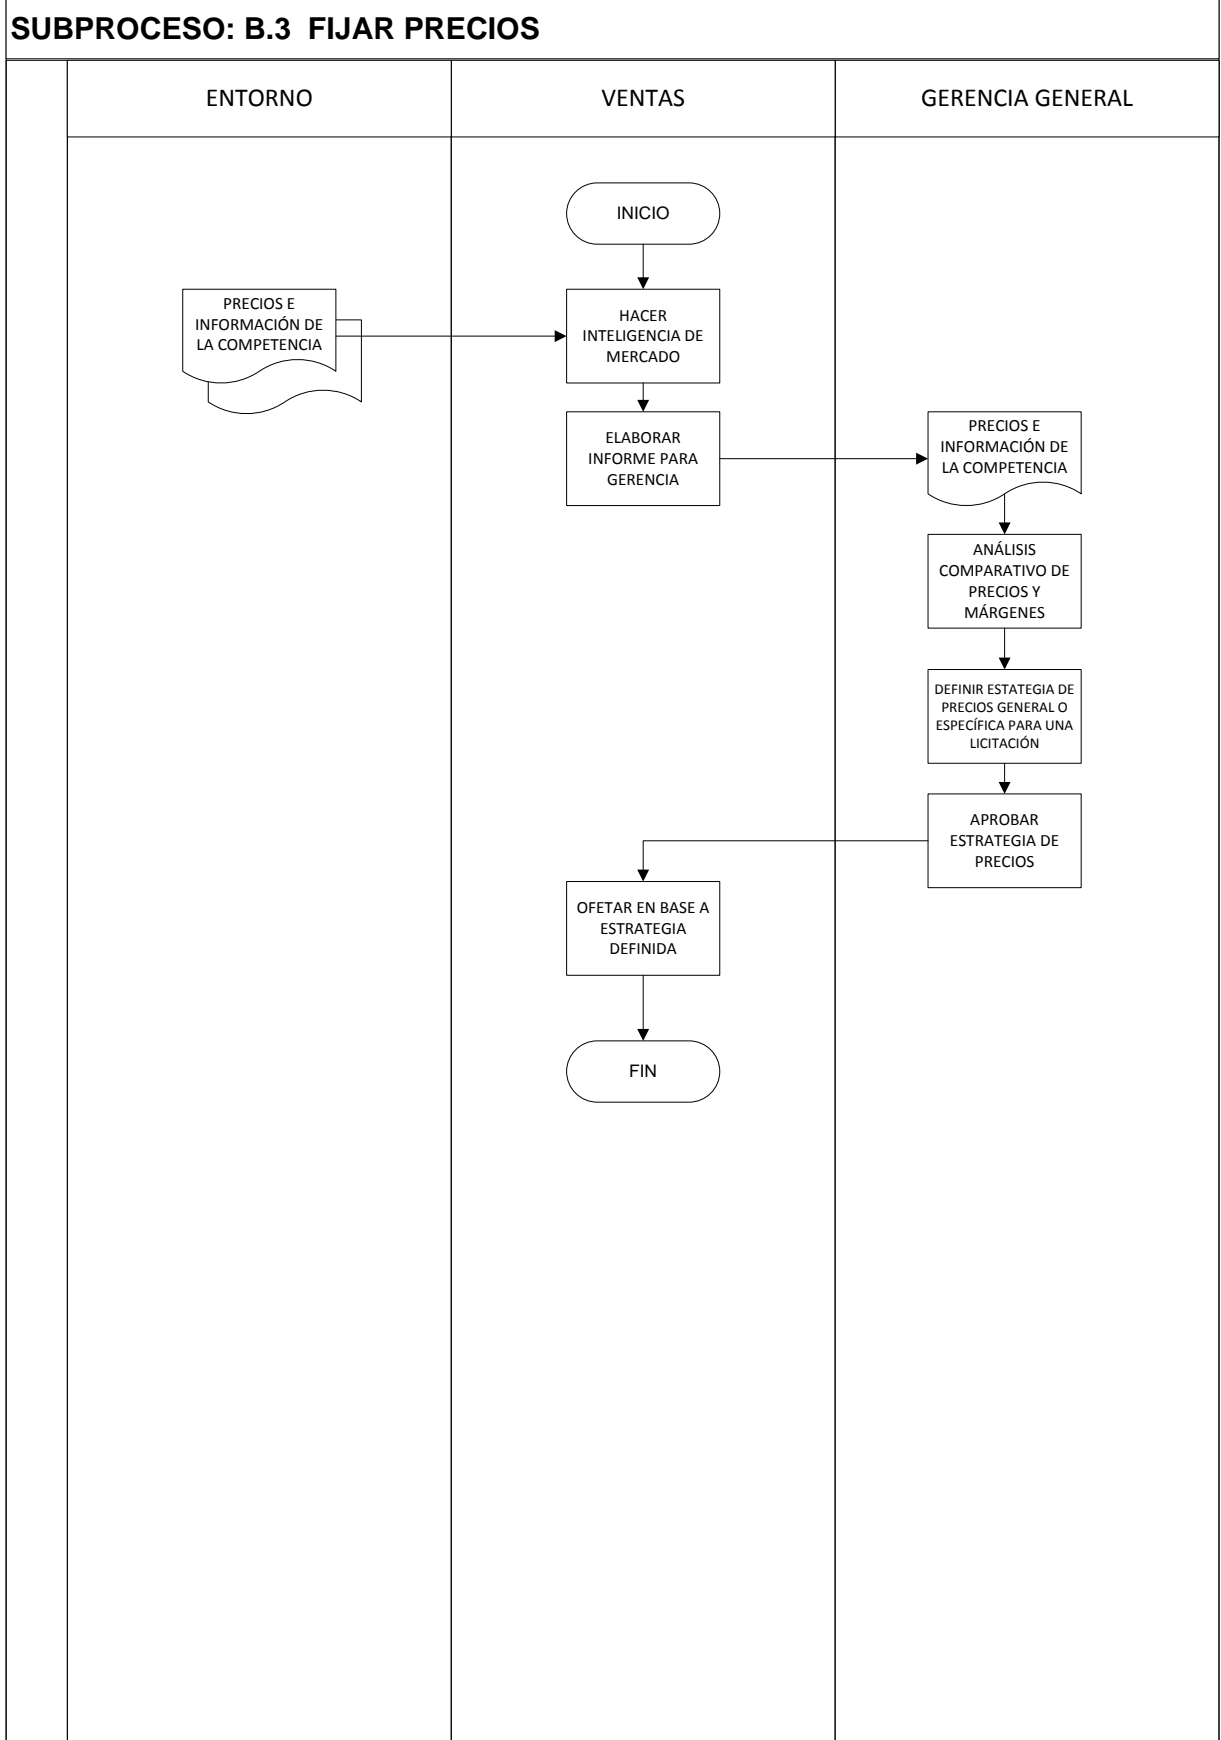 SUBPROCESO: B.3  FIJAR PRECIOS
ENTORNO
VENTAS
GERENCIA GENERAL
INICIO
PRECIOS E
INFORMACIÓN DE
LA COMPETENCIA
HACER
INTELIGENCIA DE
MERCADO
ELABORAR
INFORME PARA
GERENCIA
PRECIOS E
INFORMACIÓN DE
LA COMPETENCIA
ANÁLISIS
COMPARATIVO DE
PRECIOS Y
MÁRGENES
DEFINIR ESTATEGIA DE
PRECIOS GENERAL O
ESPECÍFICA PARA UNA
LICITACIÓN
APROBAR
ESTRATEGIA DE
PRECIOS
OFETAR EN BASE A
ESTRATEGIA
DEFINIDA
FIN